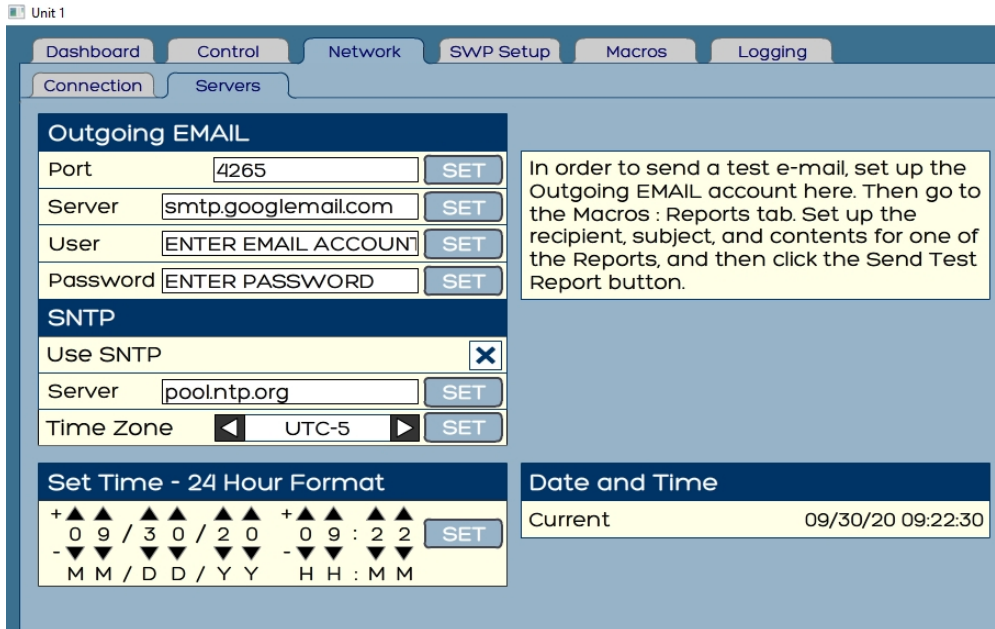 Unit 1
Dashboard Control Network SWP Setup Macros Logging
Connection Servers
Outgoing EMAIL
Port 4265 SET
Server smtp.googlemail.com SET
User ENTER EMAIL ACCOUNT SET
Password ENTER PASSWORD SET
In order to send a test e-mail, set up the
Outgoing EMAIL account here. Then go to
the Macros : Reports tab. Set up the
recipient, subject, and contents for one of
the Reports, and then click the Send Test
Report button.
SNTP
Use SNTP
Server pool.ntp.org SET
Time Zone UTC-5 SET
Set Time - 24 Hour Format
+ +
0 9 / 3 0 / 2 0 0 9 : 2 2 SET
- -
M M / D D / Y Y H H : M M
Date and Time
Current 09/30/20 09:22:30